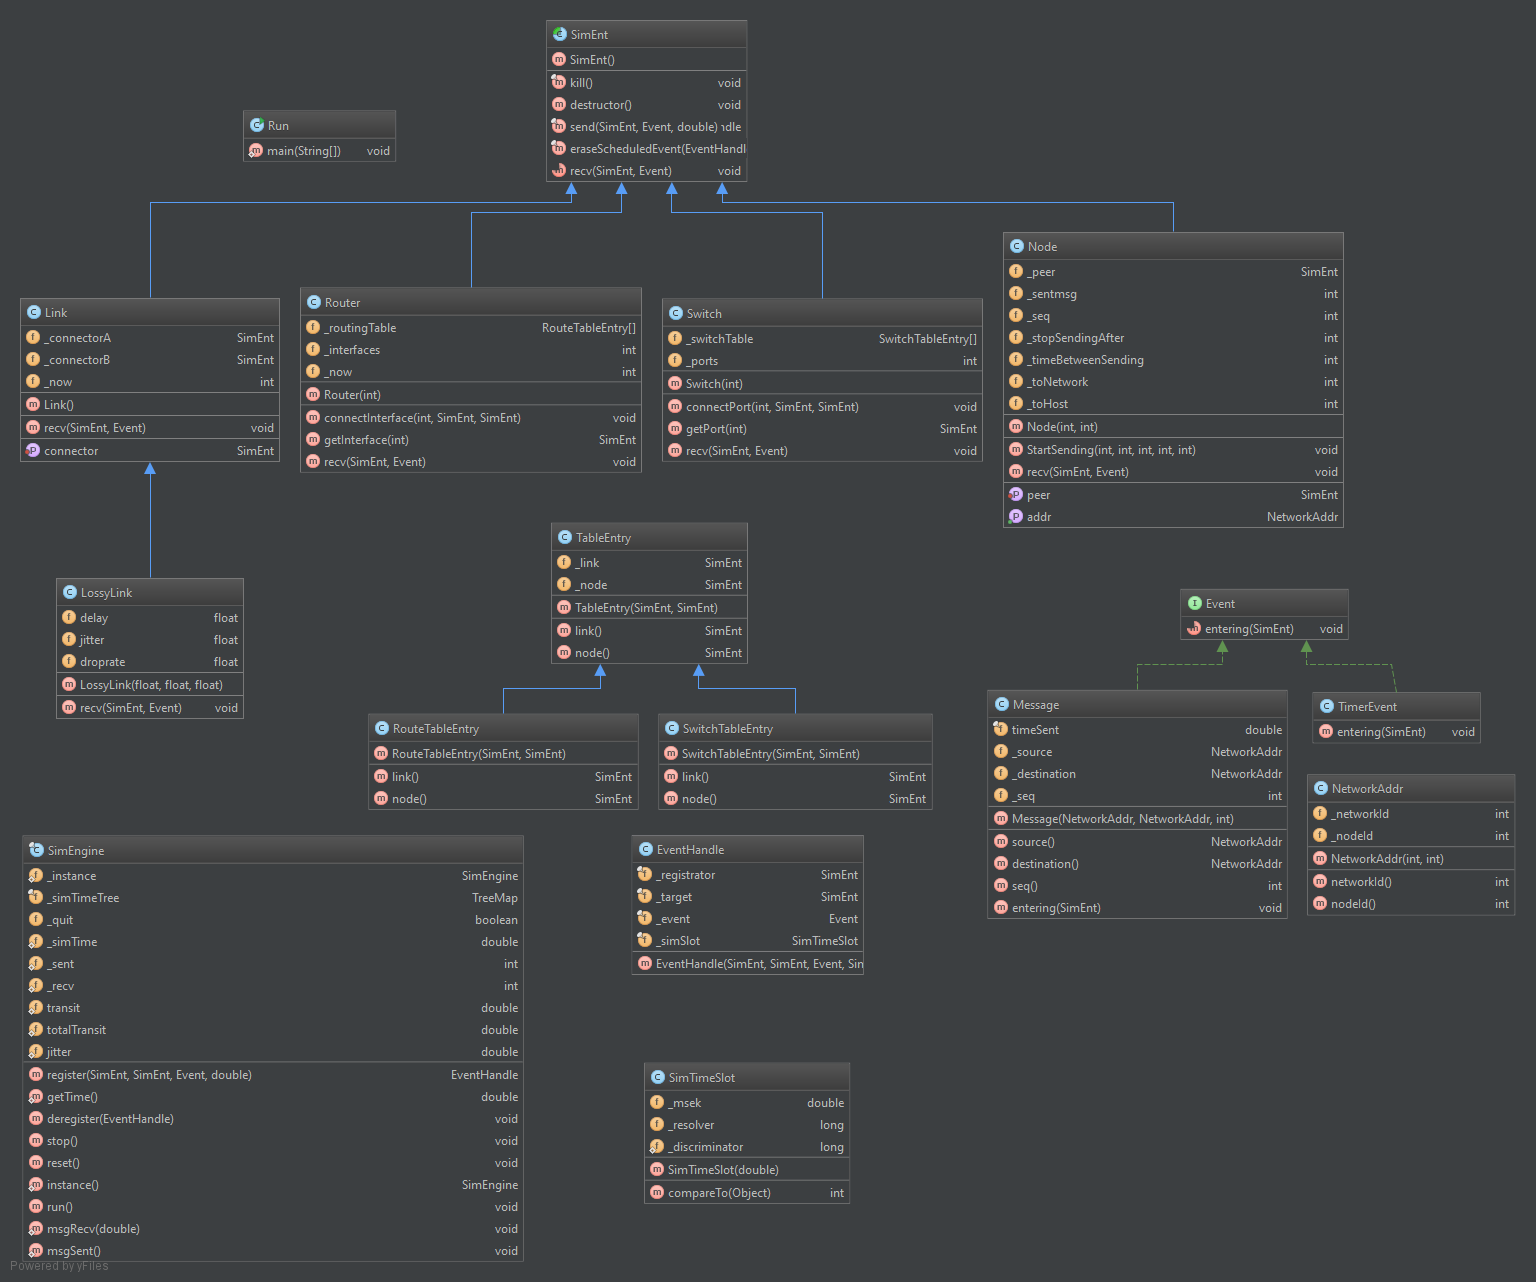 SimEnt
SimEnt()
kill() void
destructor() void
send(SimEnt, Event, double) ndle
eraseScheduledEvent(EventHandl
recv(SimEnt, Event) void
Run
main(String[]) void
Link
_connectorA SimEnt
_connectorB SimEnt
_now int
Link()
recv(SimEnt, Event) void
connector SimEnt
Router
_routingTable RouteTableEntry[]
_interfaces int
_now int
Router(int)
connectInterface(int, SimEnt, SimEnt) void
getInterface(int) SimEnt
recv(SimEnt, Event) void
Switch
_switchTable SwitchTableEntry[]
_ports int
Switch(int)
connectPort(int, SimEnt, SimEnt) void
getPort(int) SimEnt
recv(SimEnt, Event) void
Node
_peer SimEnt
_sentmsg int
_seq int
_stopSendingAfter int
_timeBetweenSending int
_toNetwork int
_toHost int
Node(int, int)
StartSending(int, int, int, int, int) void
recv(SimEnt, Event) void
peer SimEnt
addr NetworkAddr
LossyLink
delay float
jitter float
droprate float
LossyLink(float, float, float)
recv(SimEnt, Event) void
TableEntry
_link SimEnt
_node SimEnt
TableEntry(SimEnt, SimEnt)
link() SimEnt
node() SimEnt
Event
entering(SimEnt) void
RouteTableEntry
RouteTableEntry(SimEnt, SimEnt)
link() SimEnt
node() SimEnt
SwitchTableEntry
SwitchTableEntry(SimEnt, SimEnt)
link() SimEnt
node() SimEnt
Message
timeSent double
_source NetworkAddr
_destination NetworkAddr
_seq int
Message(NetworkAddr, NetworkAddr, int)
source() NetworkAddr
destination() NetworkAddr
seq() int
entering(SimEnt) void
TimerEvent
entering(SimEnt) void
NetworkAddr
_networkId int
_nodeId int
NetworkAddr(int, int)
networkId() int
nodeId() int
SimEngine
_instance SimEngine
_simTimeTree TreeMap
_quit boolean
_simTime double
_sent int
_recv int
transit double
totalTransit double
jitter double
register(SimEnt, SimEnt, Event, double) EventHandle
getTime() double
deregister(EventHandle) void
stop() void
reset() void
instance() SimEngine
run() void
msgRecv(double) void
msgSent() void
EventHandle
_registrator SimEnt
_target SimEnt
_event Event
_simSlot SimTimeSlot
EventHandle(SimEnt, SimEnt, Event, Sin
SimTimeSlot
_msek double
_resolver long
_discriminator long
SimTimeSlot(double)
compareTo(Object) int
Powered by yFiles